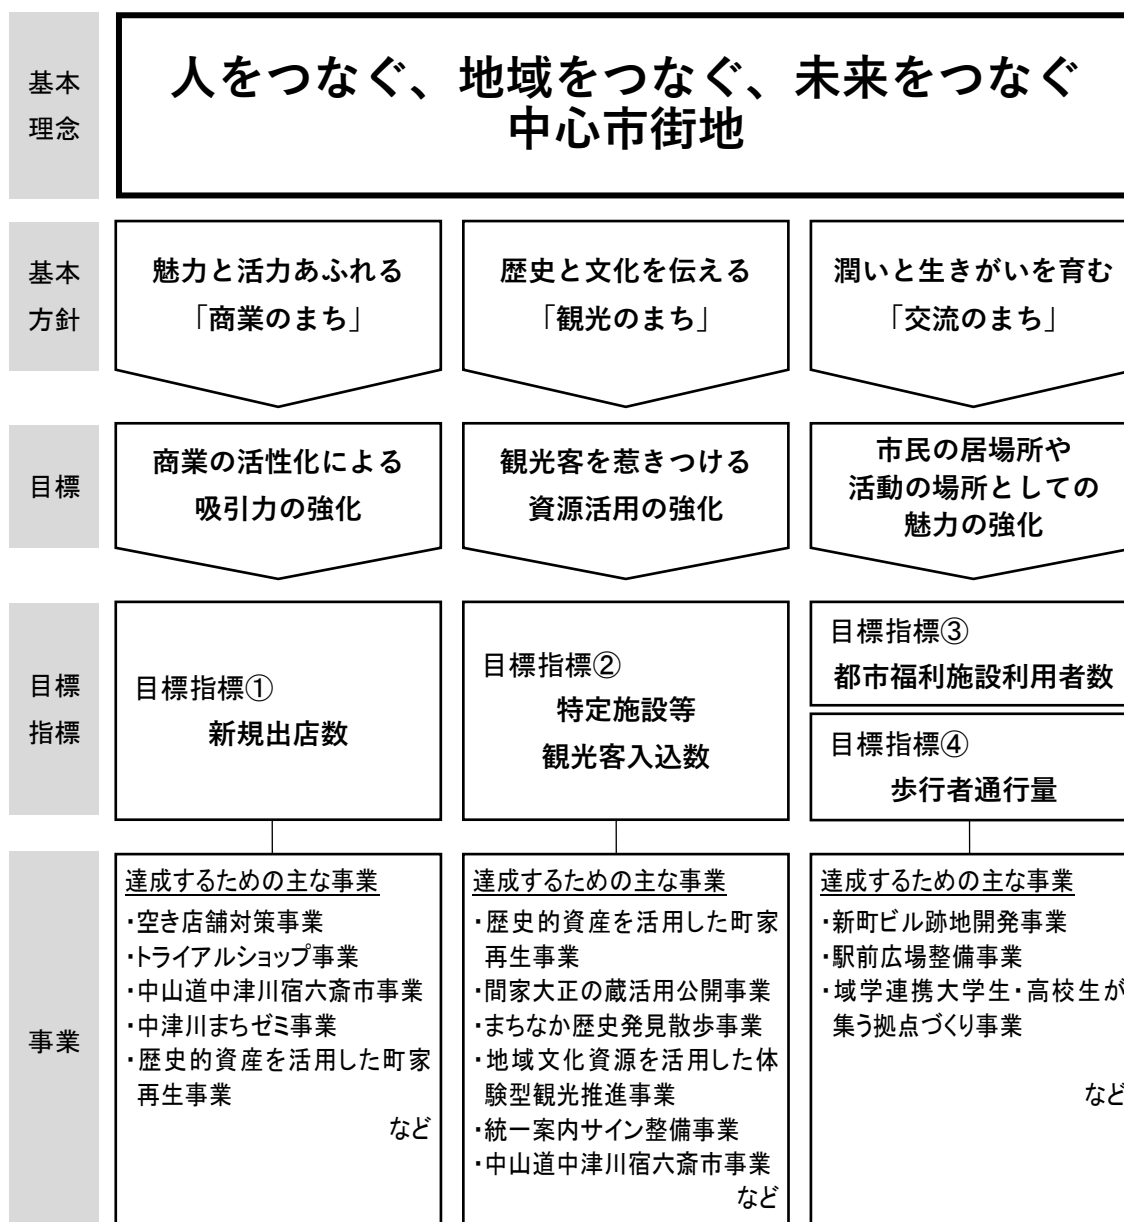 基本
理念
人をつなぐ、地域をつなぐ、未来をつなぐ
中心市街地
基本
方針
魅力と活力あふれる
「商業のまち」
歴史と文化を伝える
「観光のまち」
潤いと生きがいを育む
「交流のまち」
目標
商業の活性化による
吸引力の強化
観光客を惹きつける
資源活用の強化
市民の居場所や
活動の場所としての
魅力の強化
目標
指標
目標指標①
新規出店数
目標指標②
特定施設等
観光客入込数
目標指標③
都市福利施設利用者数
目標指標④
歩行者通行量
事業
達成するための主な事業
・空き店舗対策事業
・トライアルショップ事業
・中山道中津川宿六斎市事業
・中津川まちゼミ事業
・歴史的資産を活用した町家
再生事業
など
達成するための主な事業
・歴史的資産を活用した町家
再生事業
・間家大正の蔵活用公開事業
・まちなか歴史発見散歩事業
・地域文化資源を活用した体
験型観光推進事業
・統一案内サイン整備事業
・中山道中津川宿六斎市事業
など
達成するための主な事業
・新町ビル跡地開発事業
・駅前広場整備事業
・域学連携大学生・高校生が
集う拠点づくり事業
など